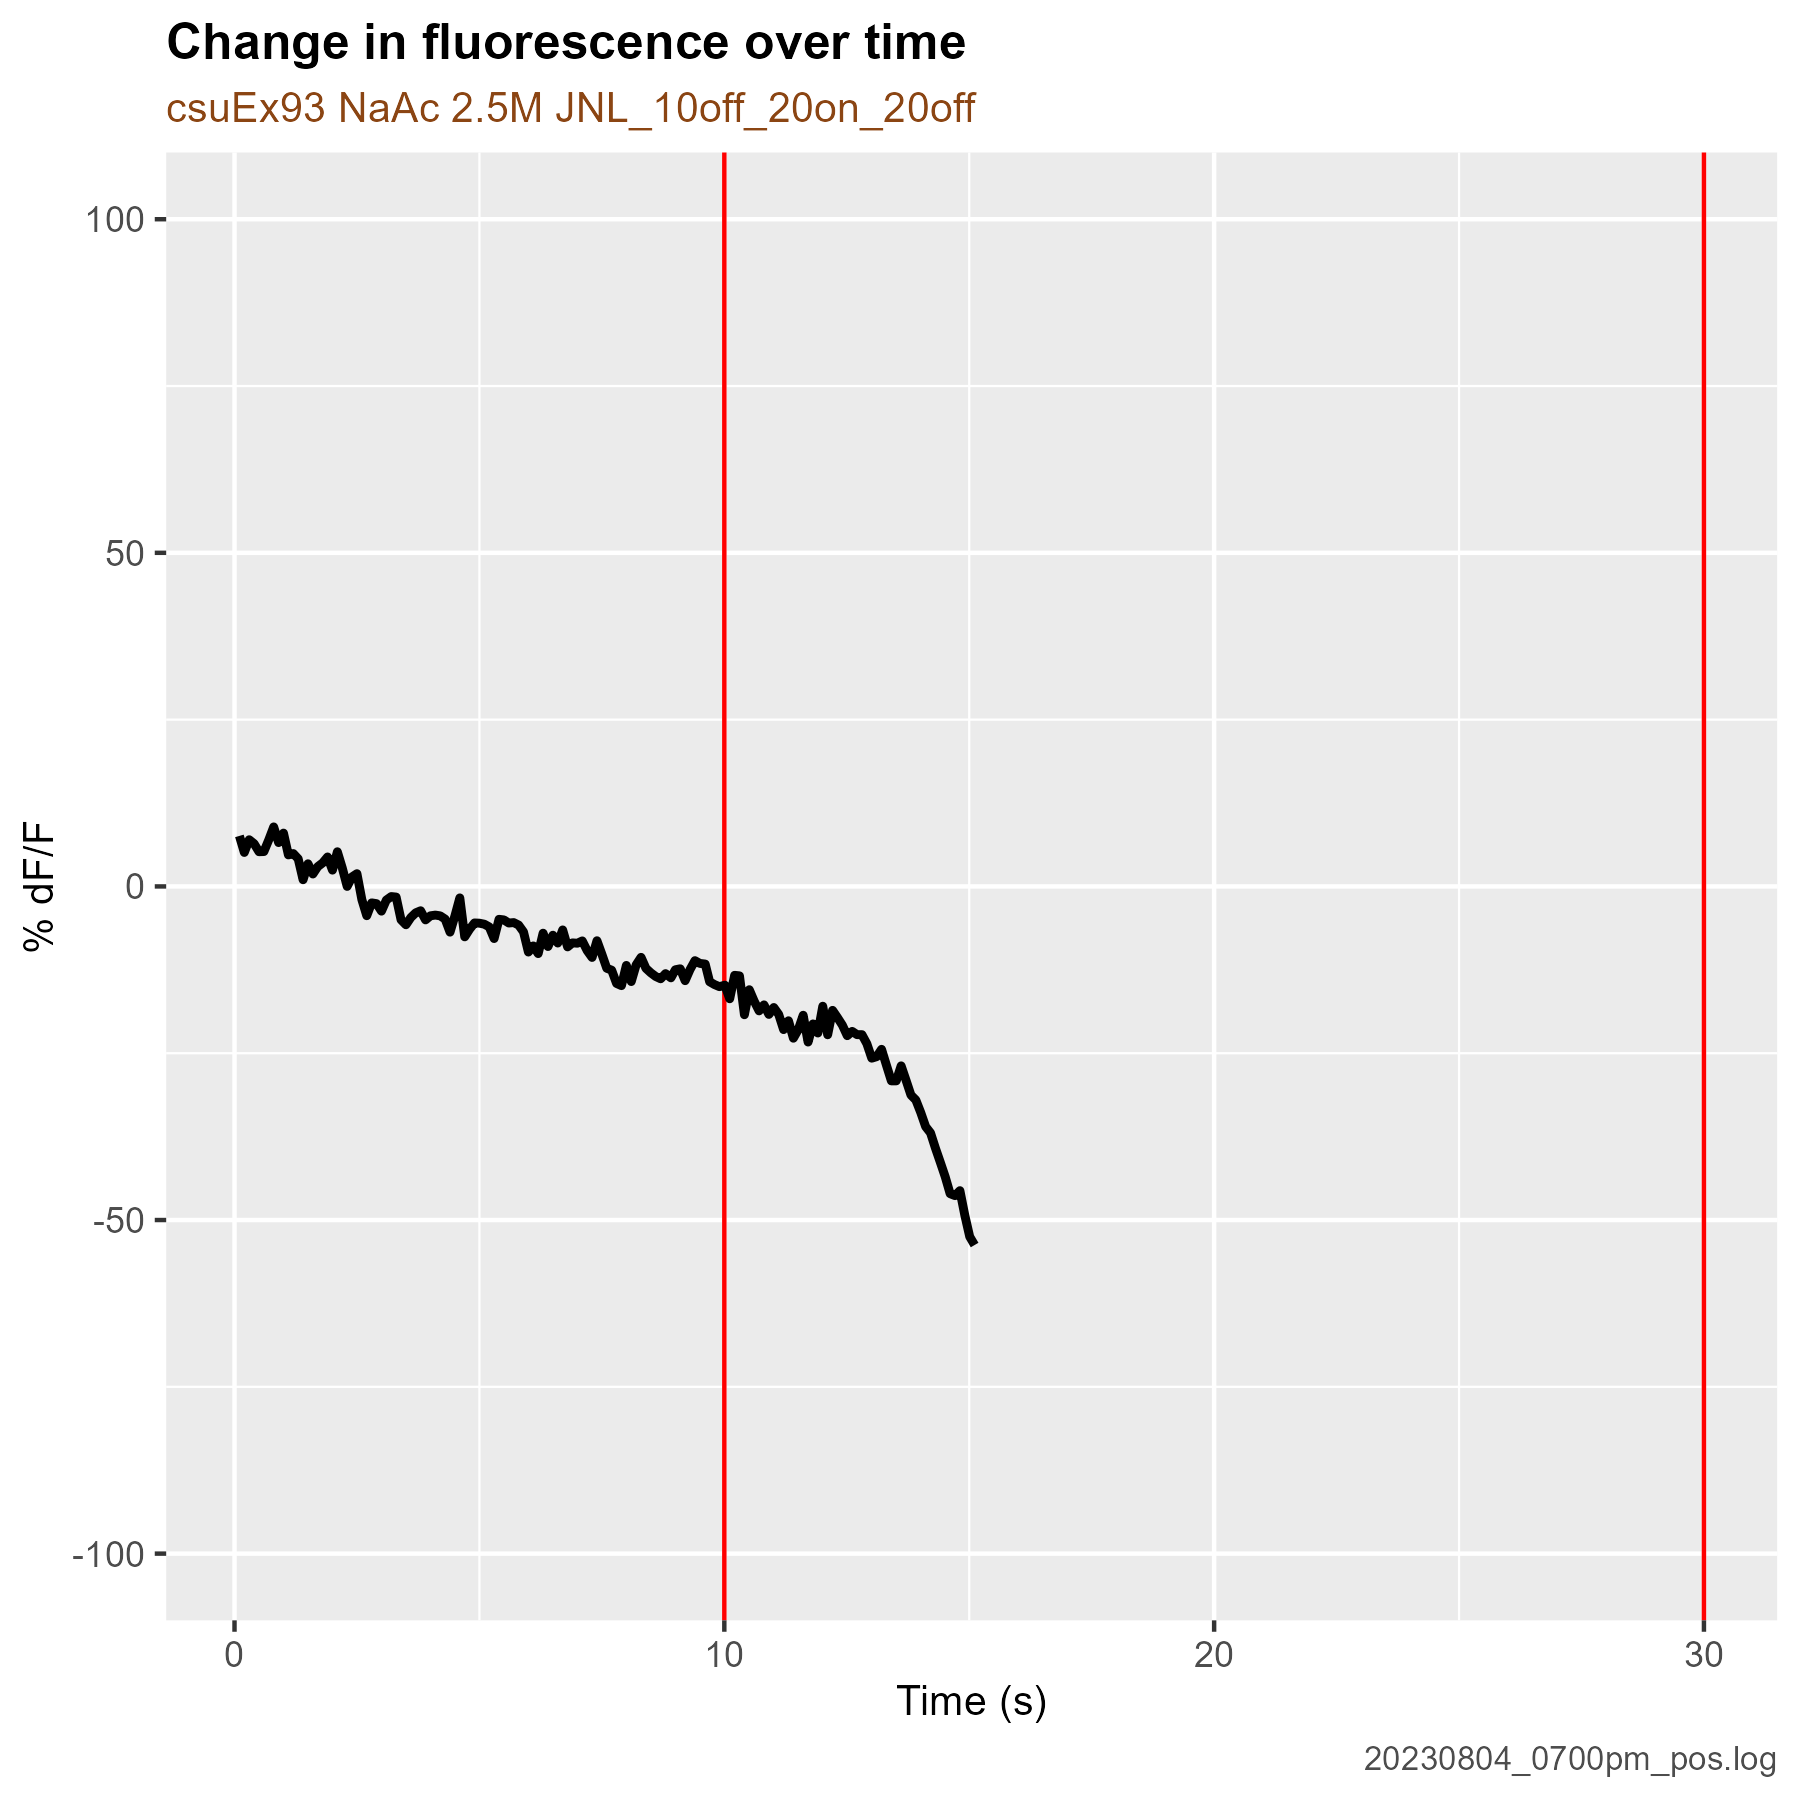 Change in fluorescence over time
csuEx93 NaAc 2.5M JNL_10off_20on_20off
100
50
0
-50
-100
% dF/F
0 10 20 30
Time (s)
20230804_0700pm_pos.log